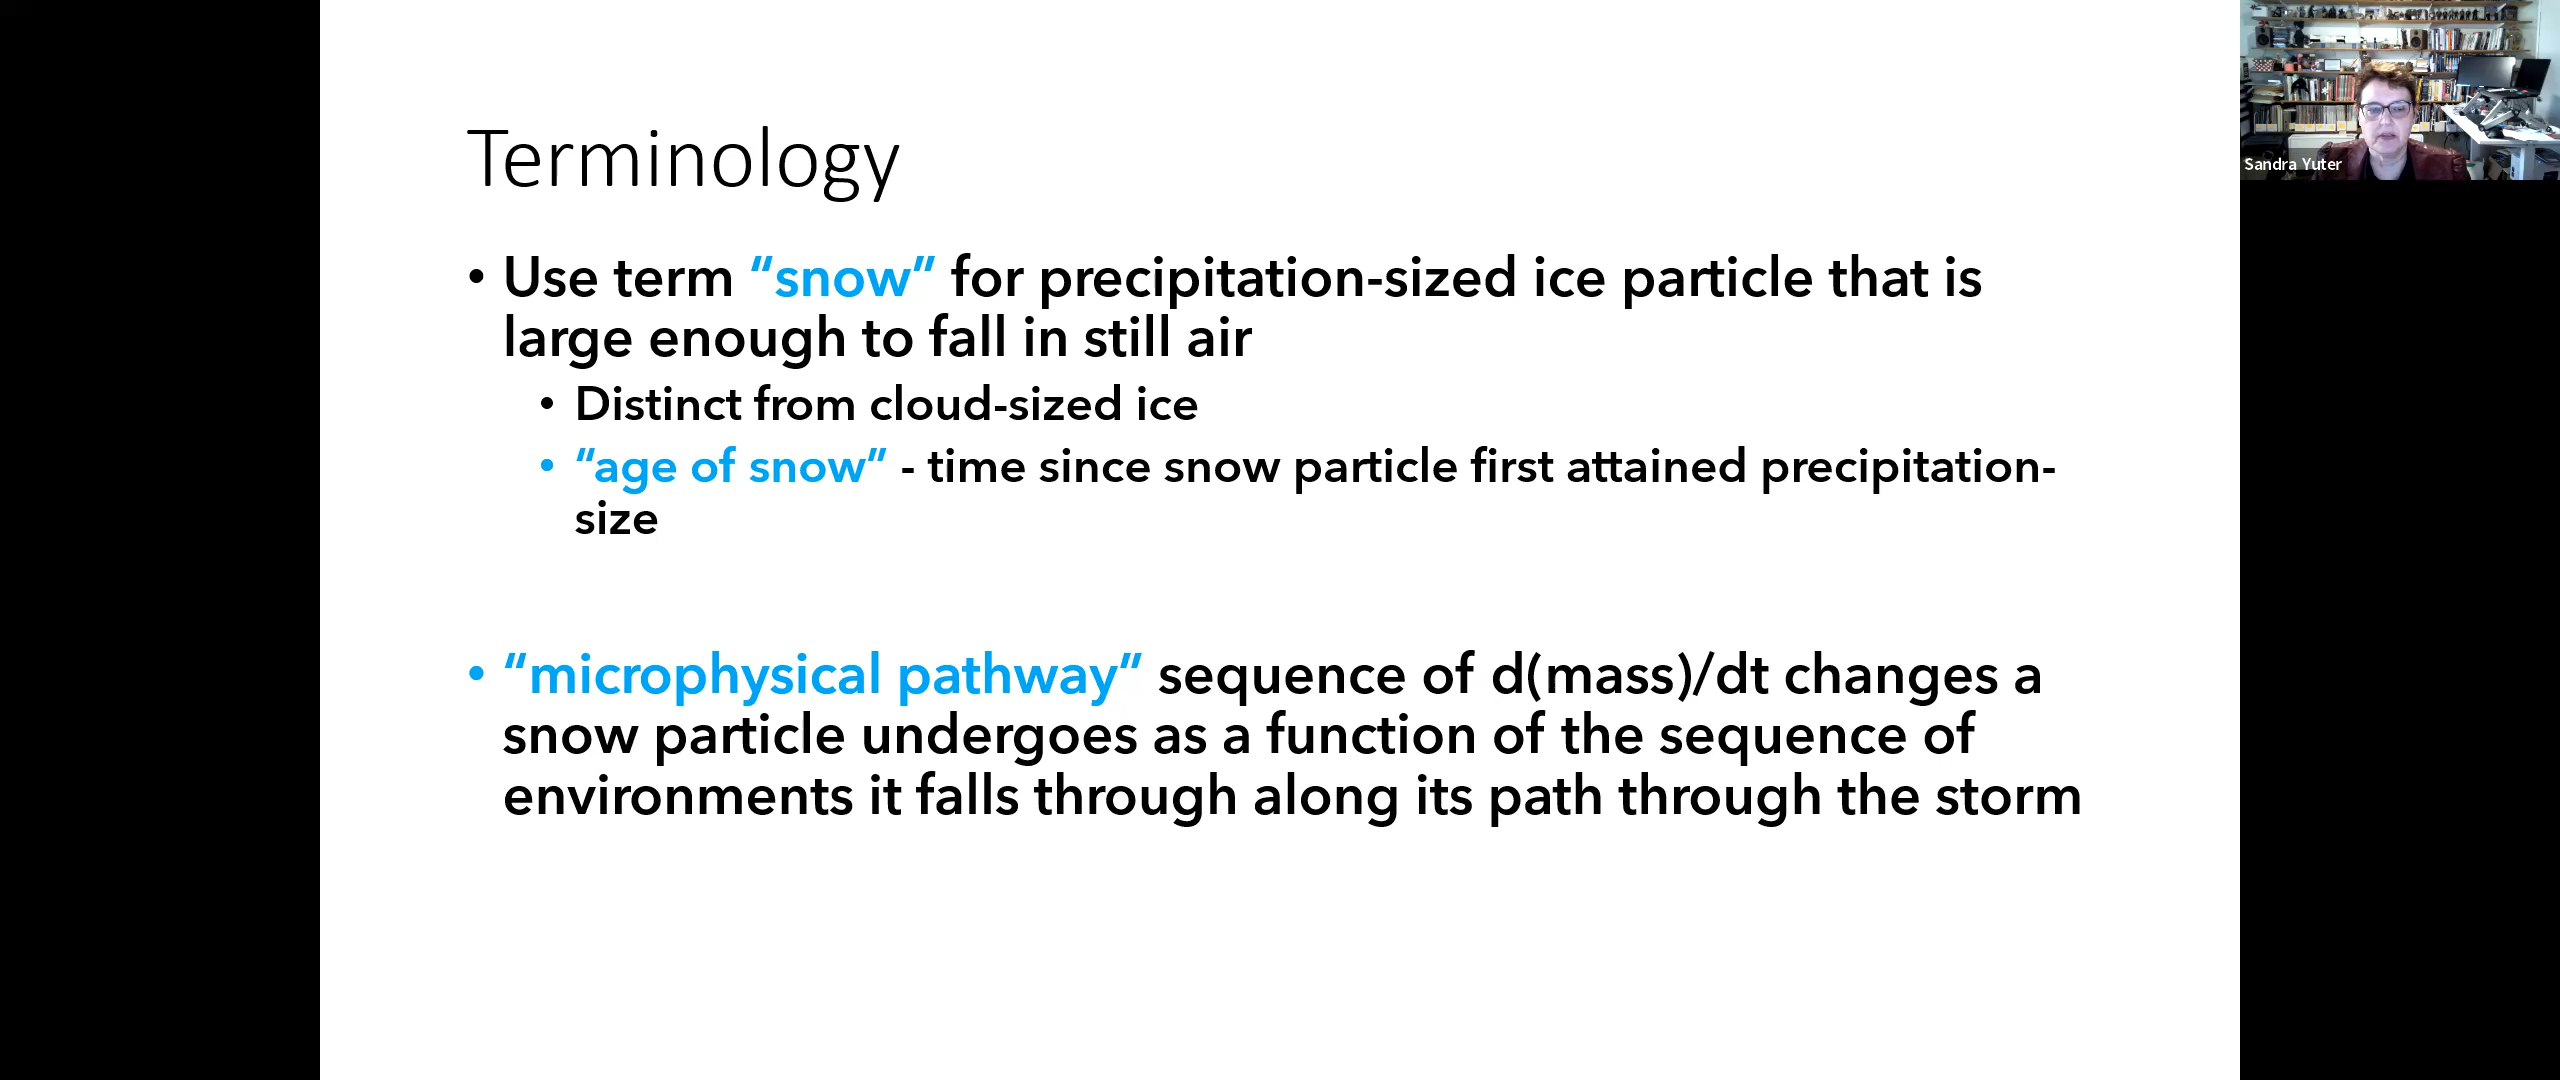 Terminology
• Use term “snow” for precipitation-sized ice particle that is
large enough to fall in still air
• Distinct from cloud-sized ice
• “age of snow” - time since snow particle first attained precipitation-
size
• “microphysical pathway” sequence of d(mass)/dt changes a
snow particle undergoes as a function of the sequence of
environments it falls through along its path through the storm
Sandra Yuter